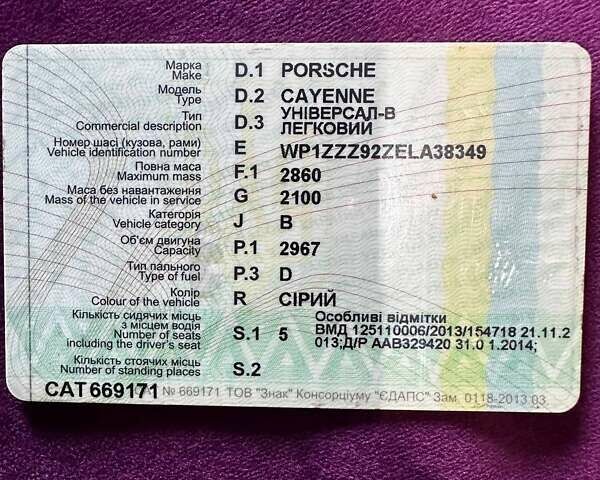 Марка D.1 PORSCHE
Make
Модель D.2 CAYENNE
Type
Тип D.3 УНІВЕРСАЛ-В
Commercial description ЛЕГКОВИЙ
Номер шасі (кузова, рами) E WP1ZZZ92ZELA38349
Vehicle identification number
Повна маса F.1 2860
Maximum mass
Маса без навантаження G 2100
Mass of the vehicle in service
Категорія J B
Vehicle category
Об'єм двигуна P.1 2967
Capacity
Тип пального P.3 D
Type of fuel
Колір R СІРИЙ
Colour of the vehicle
Кількість сидячих місць Особливі відмітки
з місцем водія S.1 5 ВМД 125110006/2013/154718 21.11.2
Number of seats 013;Д/Р ААВ329420 31.0 1.2014;
including the driver's seat
Кількість стоячих місць S.2
Number of standing places
САТ 669171 № 669171 ТОВ "Знак" Консорціуму "ЄДАПС" Зам. 0118-2013.03.